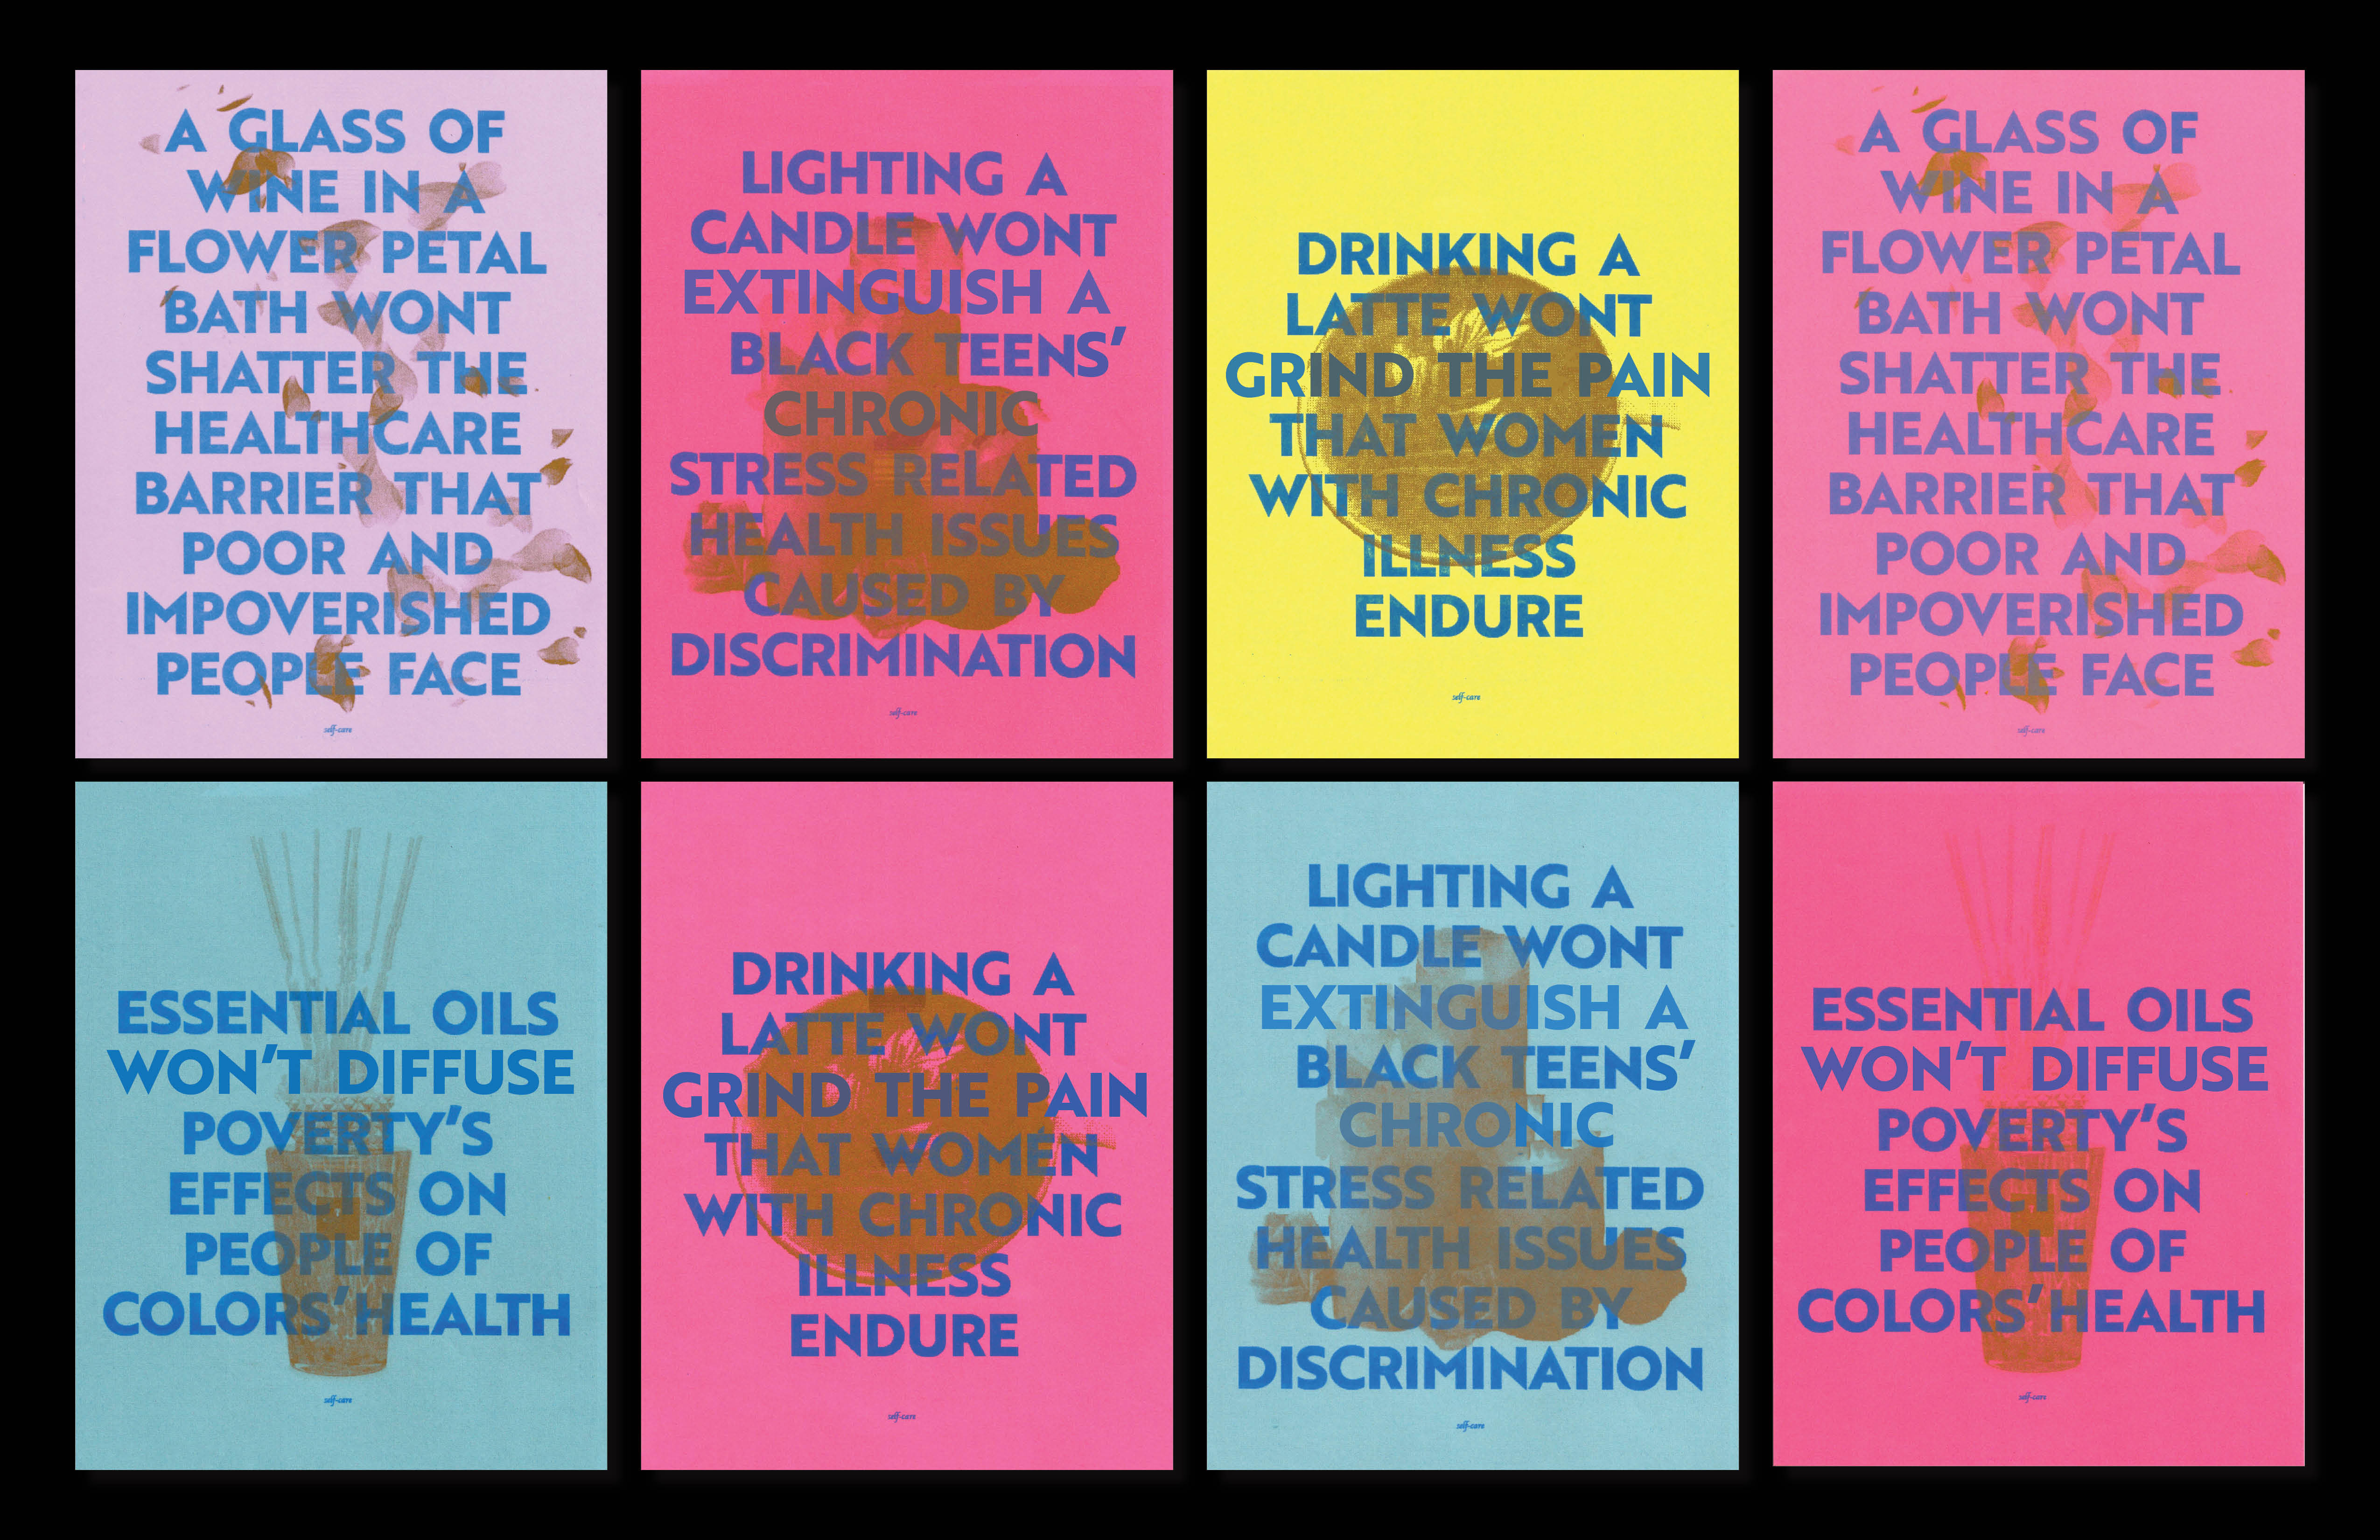 A GLASS OF
WINE IN A
FLOWER PETAL
BATH WONT
SHATTER THE
HEALTHCARE
BARRIER THAT
POOR AND
IMPOVERISHED
PEOPLE FACE
self-care
LIGHTING A
CANDLE WONT
EXTINGUISH A
BLACK TEENS’
CHRONIC
STRESS RELATED
HEALTH ISSUES
CAUSED BY
DISCRIMINATION
self-care
DRINKING A
LATTE WONT
GRIND THE PAIN
THAT WOMEN
WITH CHRONIC
ILLNESS
ENDURE
self-care
A GLASS OF
WINE IN A
FLOWER PETAL
BATH WONT
SHATTER THE
HEALTHCARE
BARRIER THAT
POOR AND
IMPOVERISHED
PEOPLE FACE
self-care
ESSENTIAL OILS
WON’T DIFFUSE
POVERTY’S
EFFECTS ON
PEOPLE OF
COLORS’ HEALTH
self-care
DRINKING A
LATTE WONT
GRIND THE PAIN
THAT WOMEN
WITH CHRONIC
ILLNESS
ENDURE
self-care
LIGHTING A
CANDLE WONT
EXTINGUISH A
BLACK TEENS’
CHRONIC
STRESS RELATED
HEALTH ISSUES
CAUSED BY
DISCRIMINATION
self-care
ESSENTIAL OILS
WON’T DIFFUSE
POVERTY’S
EFFECTS ON
PEOPLE OF
COLORS’ HEALTH
self-care